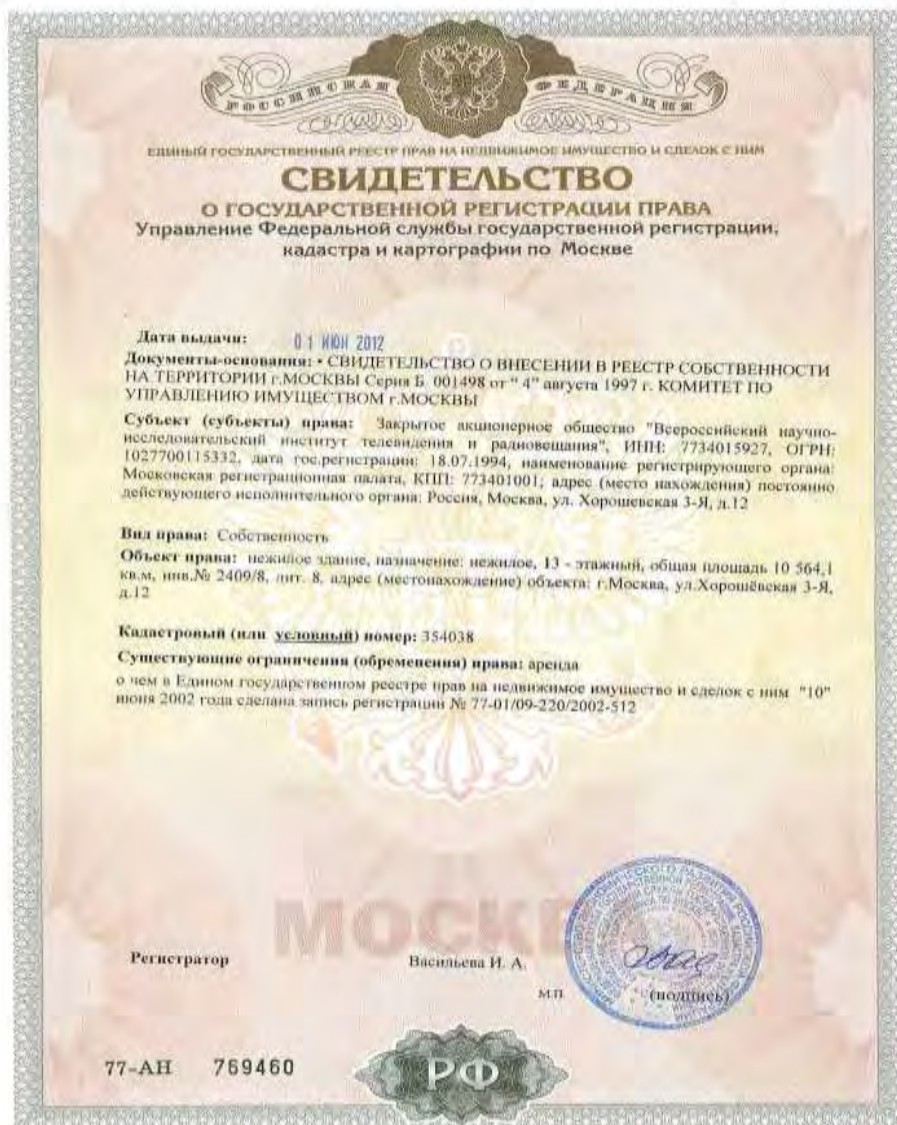 РОССИЙСКАЯ ФЕДЕРАЦИЯ
ЕДИНЫЙ ГОСУДАРСТВЕННЫЙ РЕЕСТР ПРАВ НА НЕДВИЖИМОЕ ИМУЩЕСТВО И СДЕЛОК С НИМ
СВИДЕТЕЛЬСТВО
О ГОСУДАРСТВЕННОЙ РЕГИСТРАЦИИ ПРАВА
Управление Федеральной службы государственной регистрации,
кадастра и картографии по Москве
Дата выдачи: 01 ИЮН 2012
Документы-основания: • СВИДЕТЕЛЬСТВО О ВНЕСЕНИИ В РЕЕСТР СОБСТВЕННОСТИ
НА ТЕРРИТОРИИ г.МОСКВЫ Серия Б 001498 от " 4" августа 1997 г. КОМИТЕТ ПО
УПРАВЛЕНИЮ ИМУЩЕСТВОМ г.МОСКВЫ
Субъект (субъекты) права: Закрытое акционерное общество "Всероссийский научно-
исследовательский институт телевидения и радиовещания", ИНН: 7734015927, ОГРН:
1027700115332, дата гос.регистрации: 18.07.1994, наименование регистрирующего органа:
Московская регистрационная палата, КПП: 773401001; адрес (место нахождения) постоянно
действующего исполнительного органа: Россия, Москва, ул. Хорошевская 3-Я, д.12
Вид права: Собственность
Объект права: нежилое здание, назначение: нежилое, 13 - этажный, общая площадь 10 564,1
кв.м, инв.№ 2409/8, лит. 8, адрес (местонахождение) объекта: г.Москва, ул.Хорошёвская 3-Я,
д.12
Кадастровый (или условный) номер: 354038
Существующие ограничения (обременения) права: аренда
о чем в Едином государственном реестре прав на недвижимое имущество и сделок с ним "10"
июня 2002 года сделана запись регистрации № 77-01/09-220/2002-512
МОСКВА
Регистратор Васильева И. А.
М.П. (подпись)
77-АН 769460
РФ